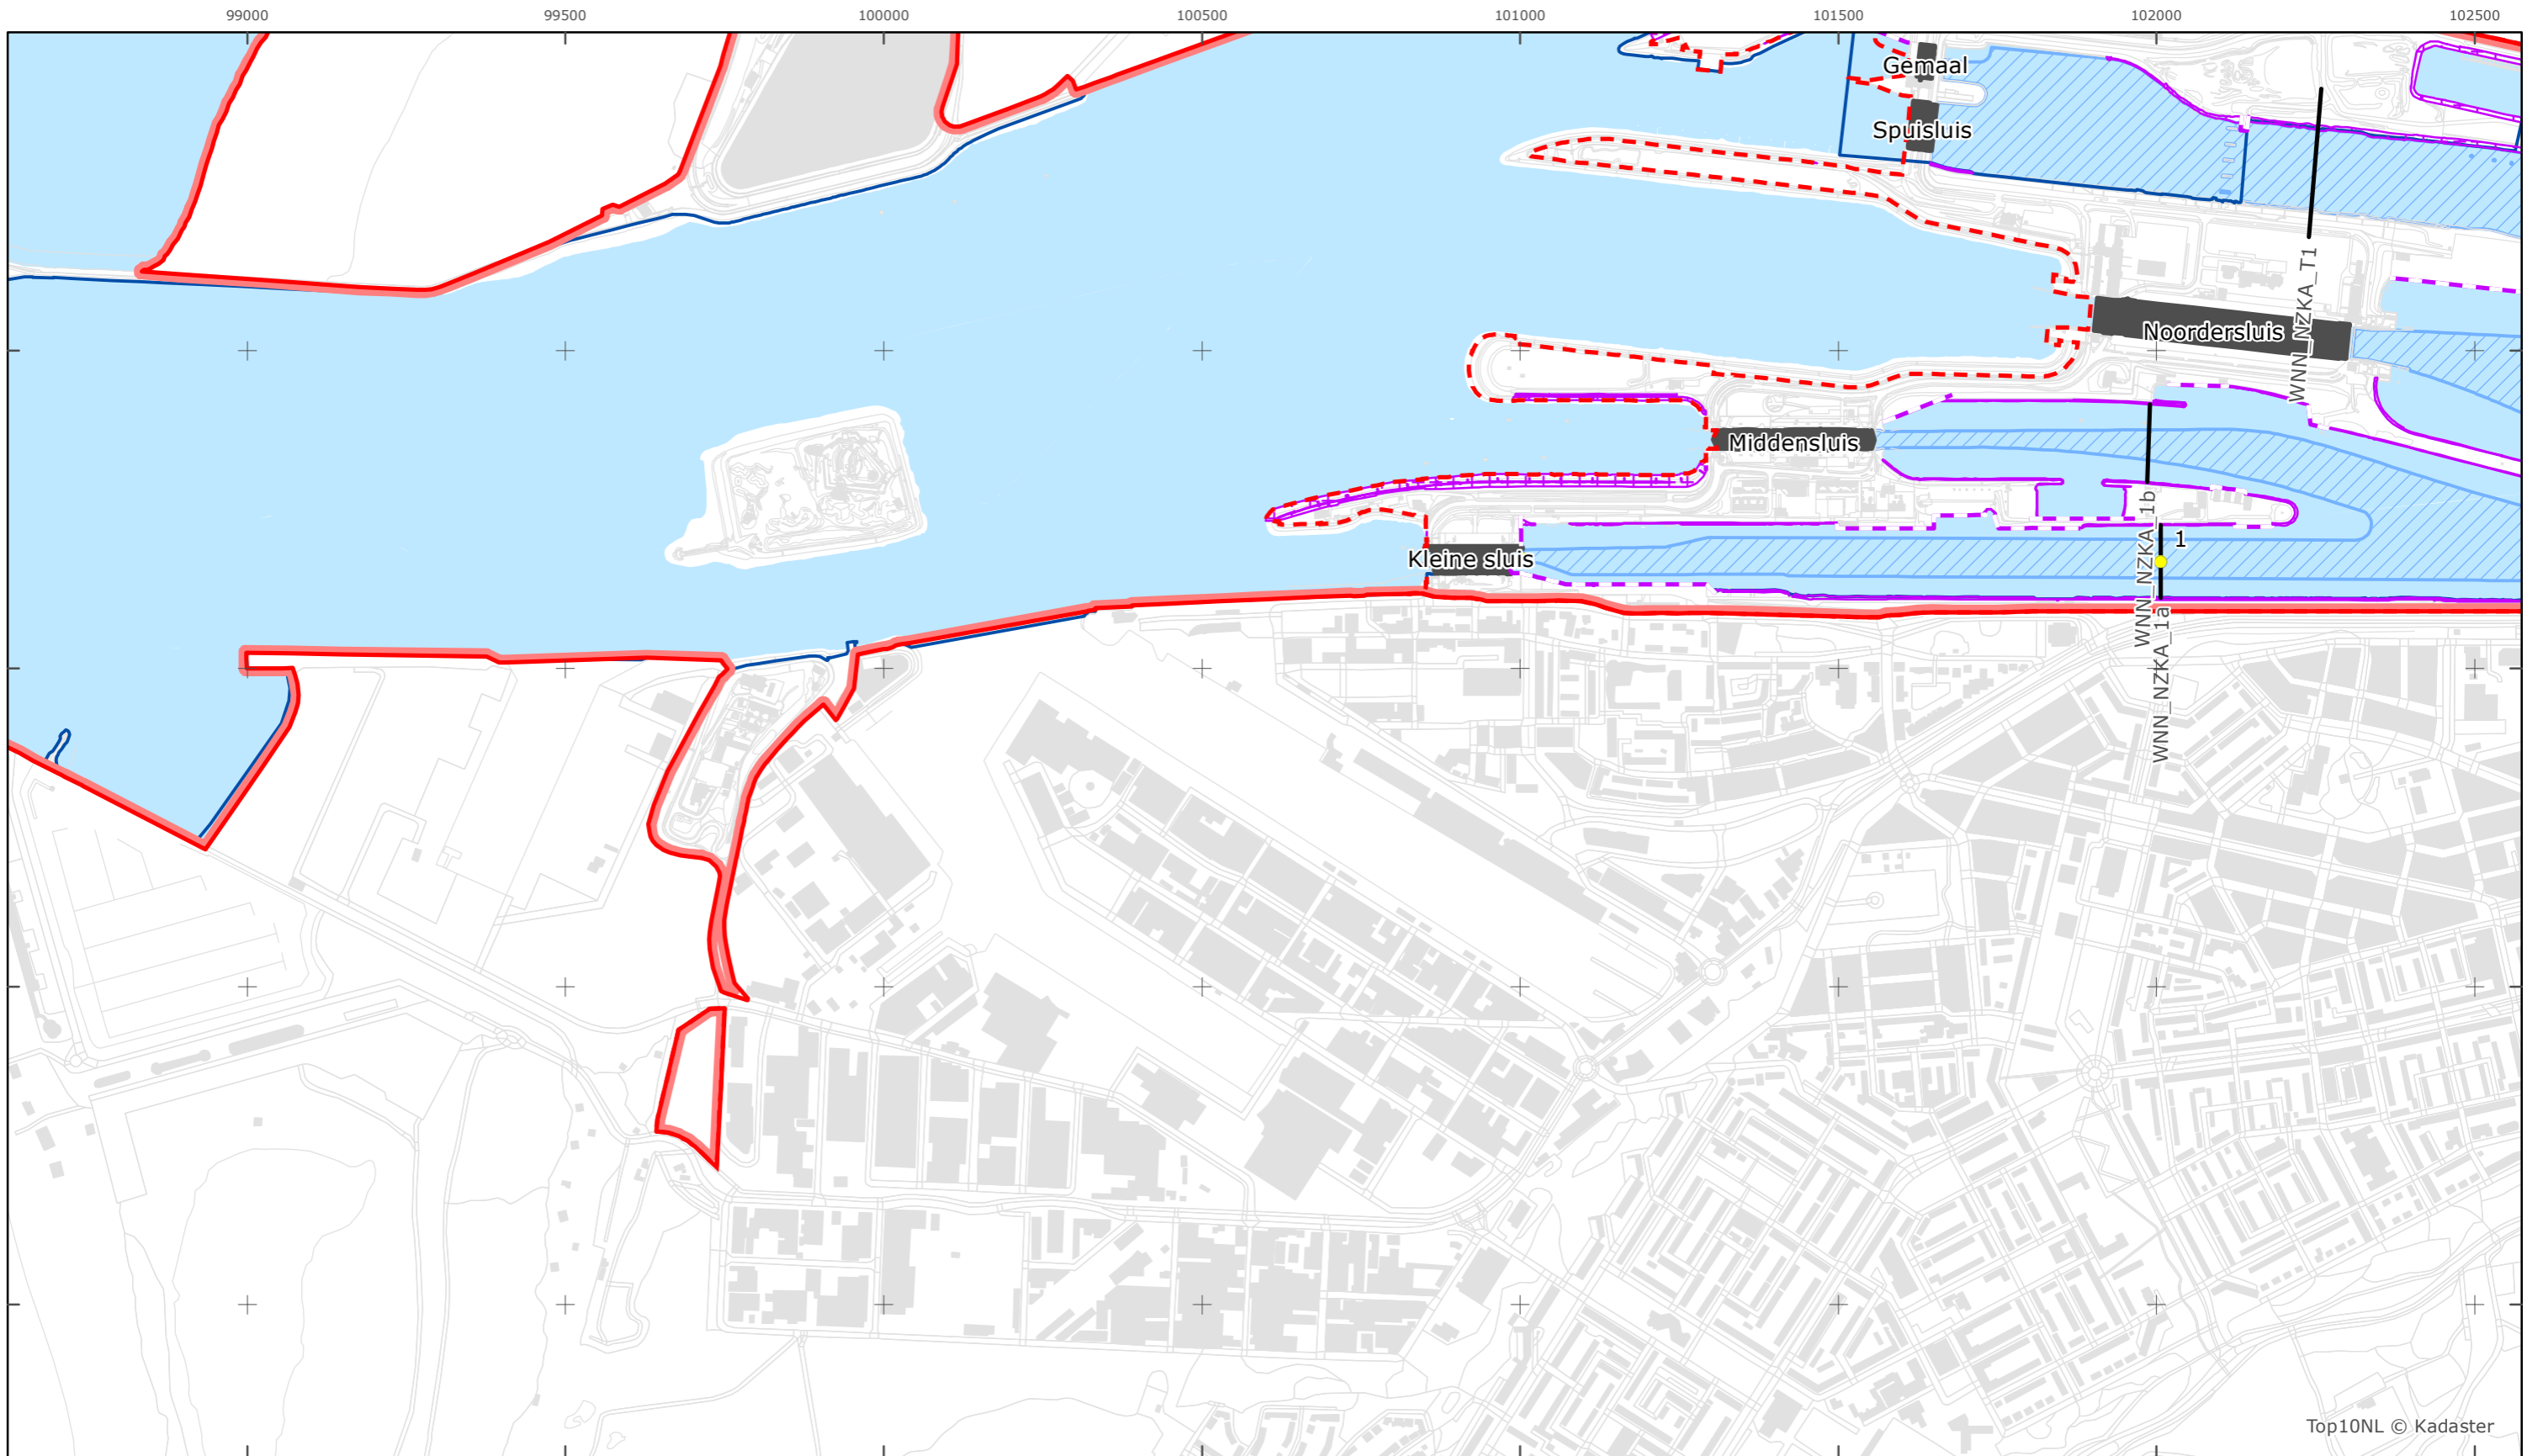 99000 99500 100000 100500 101000 101500 102000 102500
Gemaal
Spuisluis
WNN_NZKA_T1
Noordersluis
Middensluis
WNN_NZKA_1b
1
Kleine sluis
WNN_NZKA_1a
Top10NL © Kadaster